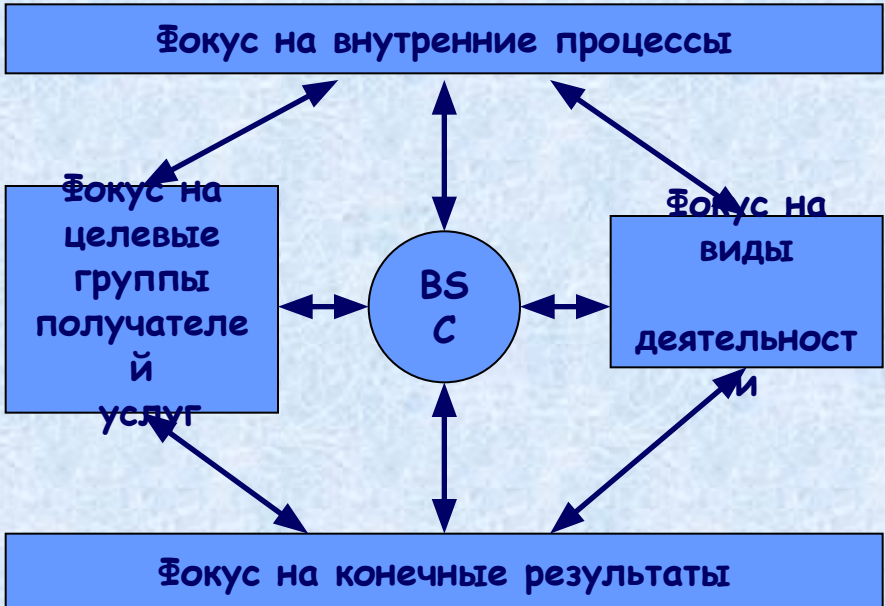 Фокус на внутренние процессы
Фокус на
целевые
группы
получателе
й
услуг
BS
C
Фокус на
виды
деятельност
и
Фокус на конечные результаты